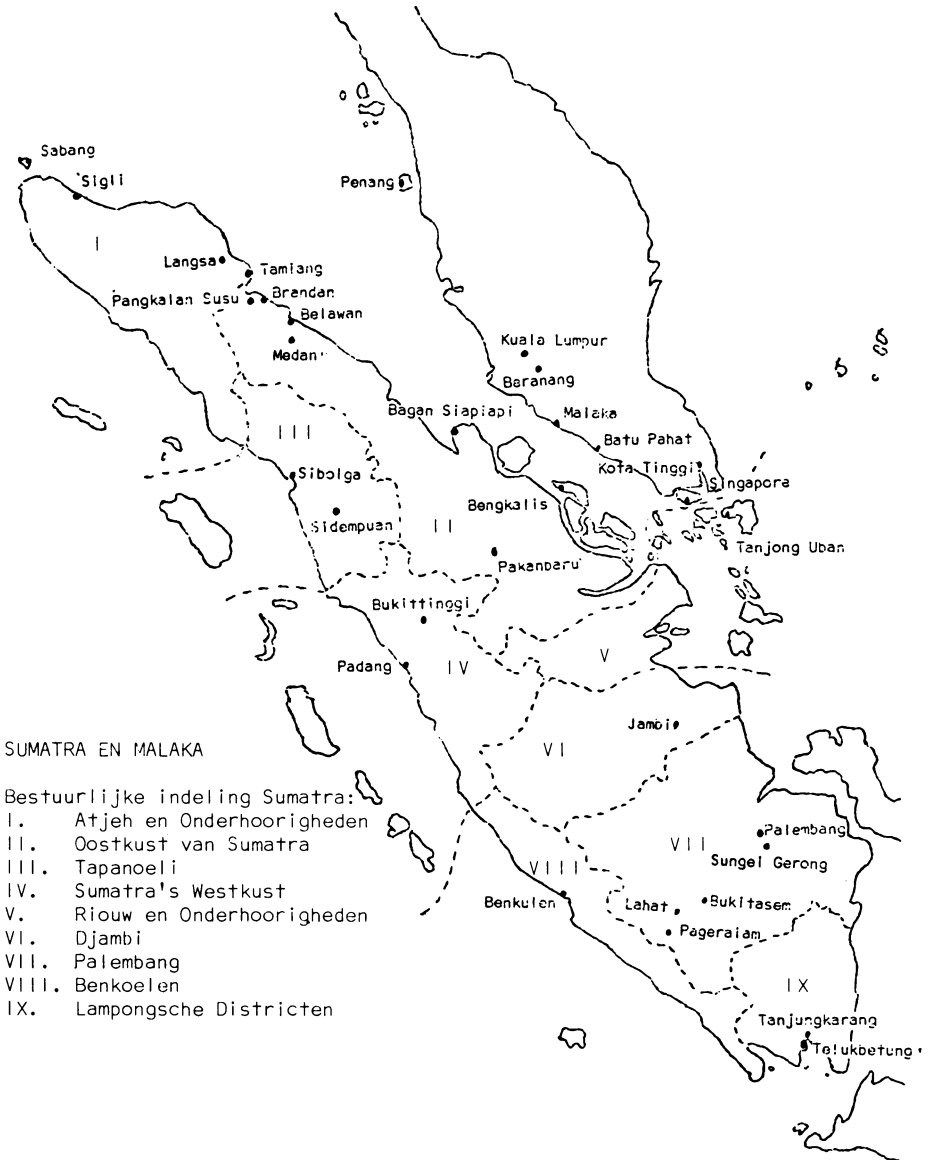 Sabang
Sigli
Penang
I
Langsa
Tamiang
Pangkalan Susu
Brandan
Belawan
Medan
Kuala Lumpur
Beranang
Bagan Siapiapi
Malaka
III
Batu Pahat
Kota Tinggi
Sibolga
Singapora
Bengkalis
Sidempuan
II
Tanjong Uban
Pakanbaru
Bukittinggi
V
Padang
IV
Jambi
SUMATRA EN MALAKA
VI
Bestuurlijke indeling Sumatra:
I. Atjeh en Onderhoorigheden
II. Oostkust van Sumatra
III. Tapanoeli
IV. Sumatra's Westkust
V. Riouw en Onderhoorigheden
VI. Djambi
VII. Palembang
VIII. Benkoelen
IX. Lampongsche Districten
Palembang
VII
Sungei Gerong
VIII
Benkulen
Lahat
Bukitasem
Pageralam
IX
Tanjungkarang
Telukbetung